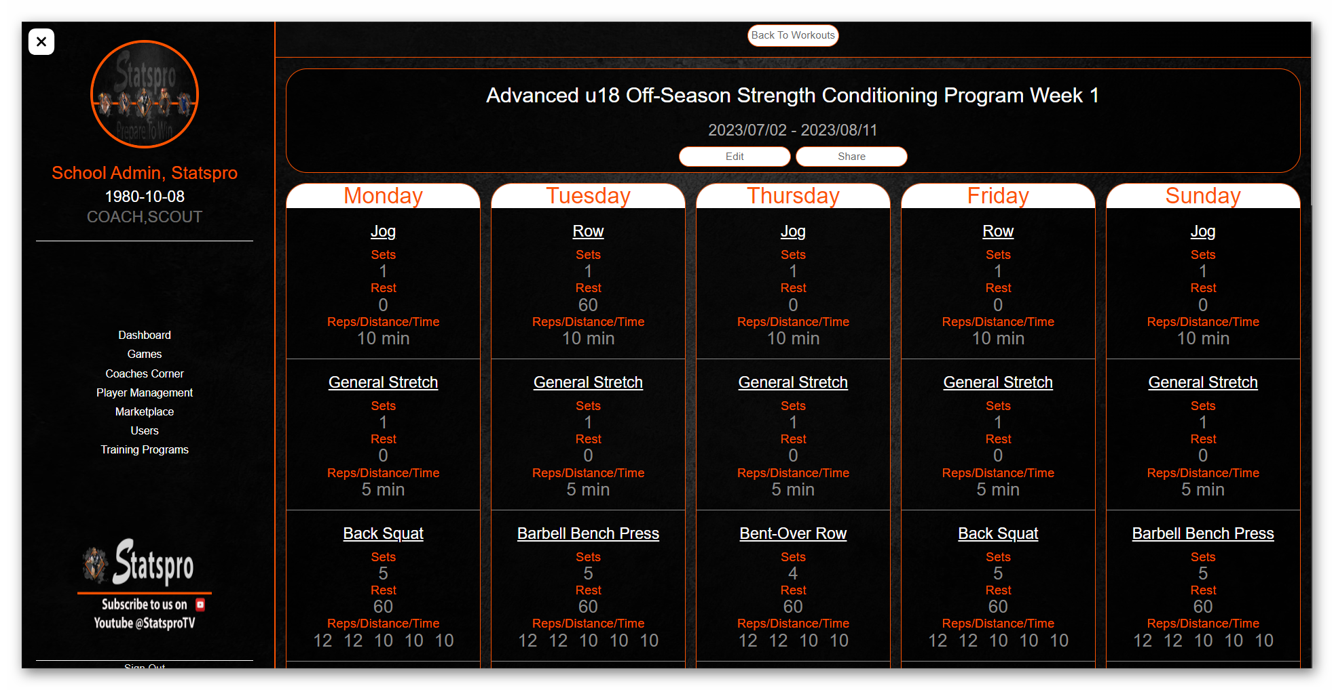 Back To Workouts
Statspro
Prepare To Win
School Admin, Statspro
1980-10-08
COACH,SCOUT
Dashboard
Games
Coaches Corner
Player Management
Marketplace
Users
Training Programs
Statspro
Subscribe to us on
Youtube @StatsproTV
Sign Out
Advanced u18 Off-Season Strength Conditioning Program Week 1
2023/07/02 - 2023/08/11
Edit Share
Monday
Jog
Sets
1
Rest
0
Reps/Distance/Time
10 min
General Stretch
Sets
1
Rest
0
Reps/Distance/Time
5 min
Back Squat
Sets
5
Rest
60
Reps/Distance/Time
12 12 10 10 10
Tuesday
Row
Sets
1
Rest
60
Reps/Distance/Time
10 min
General Stretch
Sets
1
Rest
0
Reps/Distance/Time
5 min
Barbell Bench Press
Sets
5
Rest
60
Reps/Distance/Time
12 12 10 10 10
Thursday
Jog
Sets
1
Rest
0
Reps/Distance/Time
10 min
General Stretch
Sets
1
Rest
0
Reps/Distance/Time
5 min
Bent-Over Row
Sets
4
Rest
60
Reps/Distance/Time
12 12 10 10
Friday
Row
Sets
1
Rest
0
Reps/Distance/Time
10 min
General Stretch
Sets
1
Rest
0
Reps/Distance/Time
5 min
Back Squat
Sets
5
Rest
60
Reps/Distance/Time
12 12 10 10 10
Sunday
Jog
Sets
1
Rest
0
Reps/Distance/Time
10 min
General Stretch
Sets
1
Rest
0
Reps/Distance/Time
5 min
Barbell Bench Press
Sets
5
Rest
60
Reps/Distance/Time
12 12 10 10 10